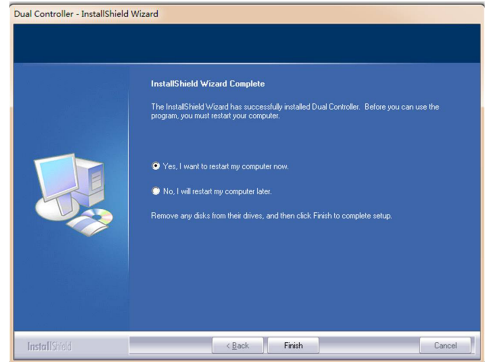 Dual Controller - InstallShield Wizard
InstallShield Wizard Complete
The InstallShield Wizard has successfully installed Dual Controller. Before you can use the
program, you must restart your computer.
Yes, I want to restart my computer now.
No, I will restart my computer later.
Remove any disks from their drives, and then click Finish to complete setup.
InstallShield
< Back
Finish
Cancel